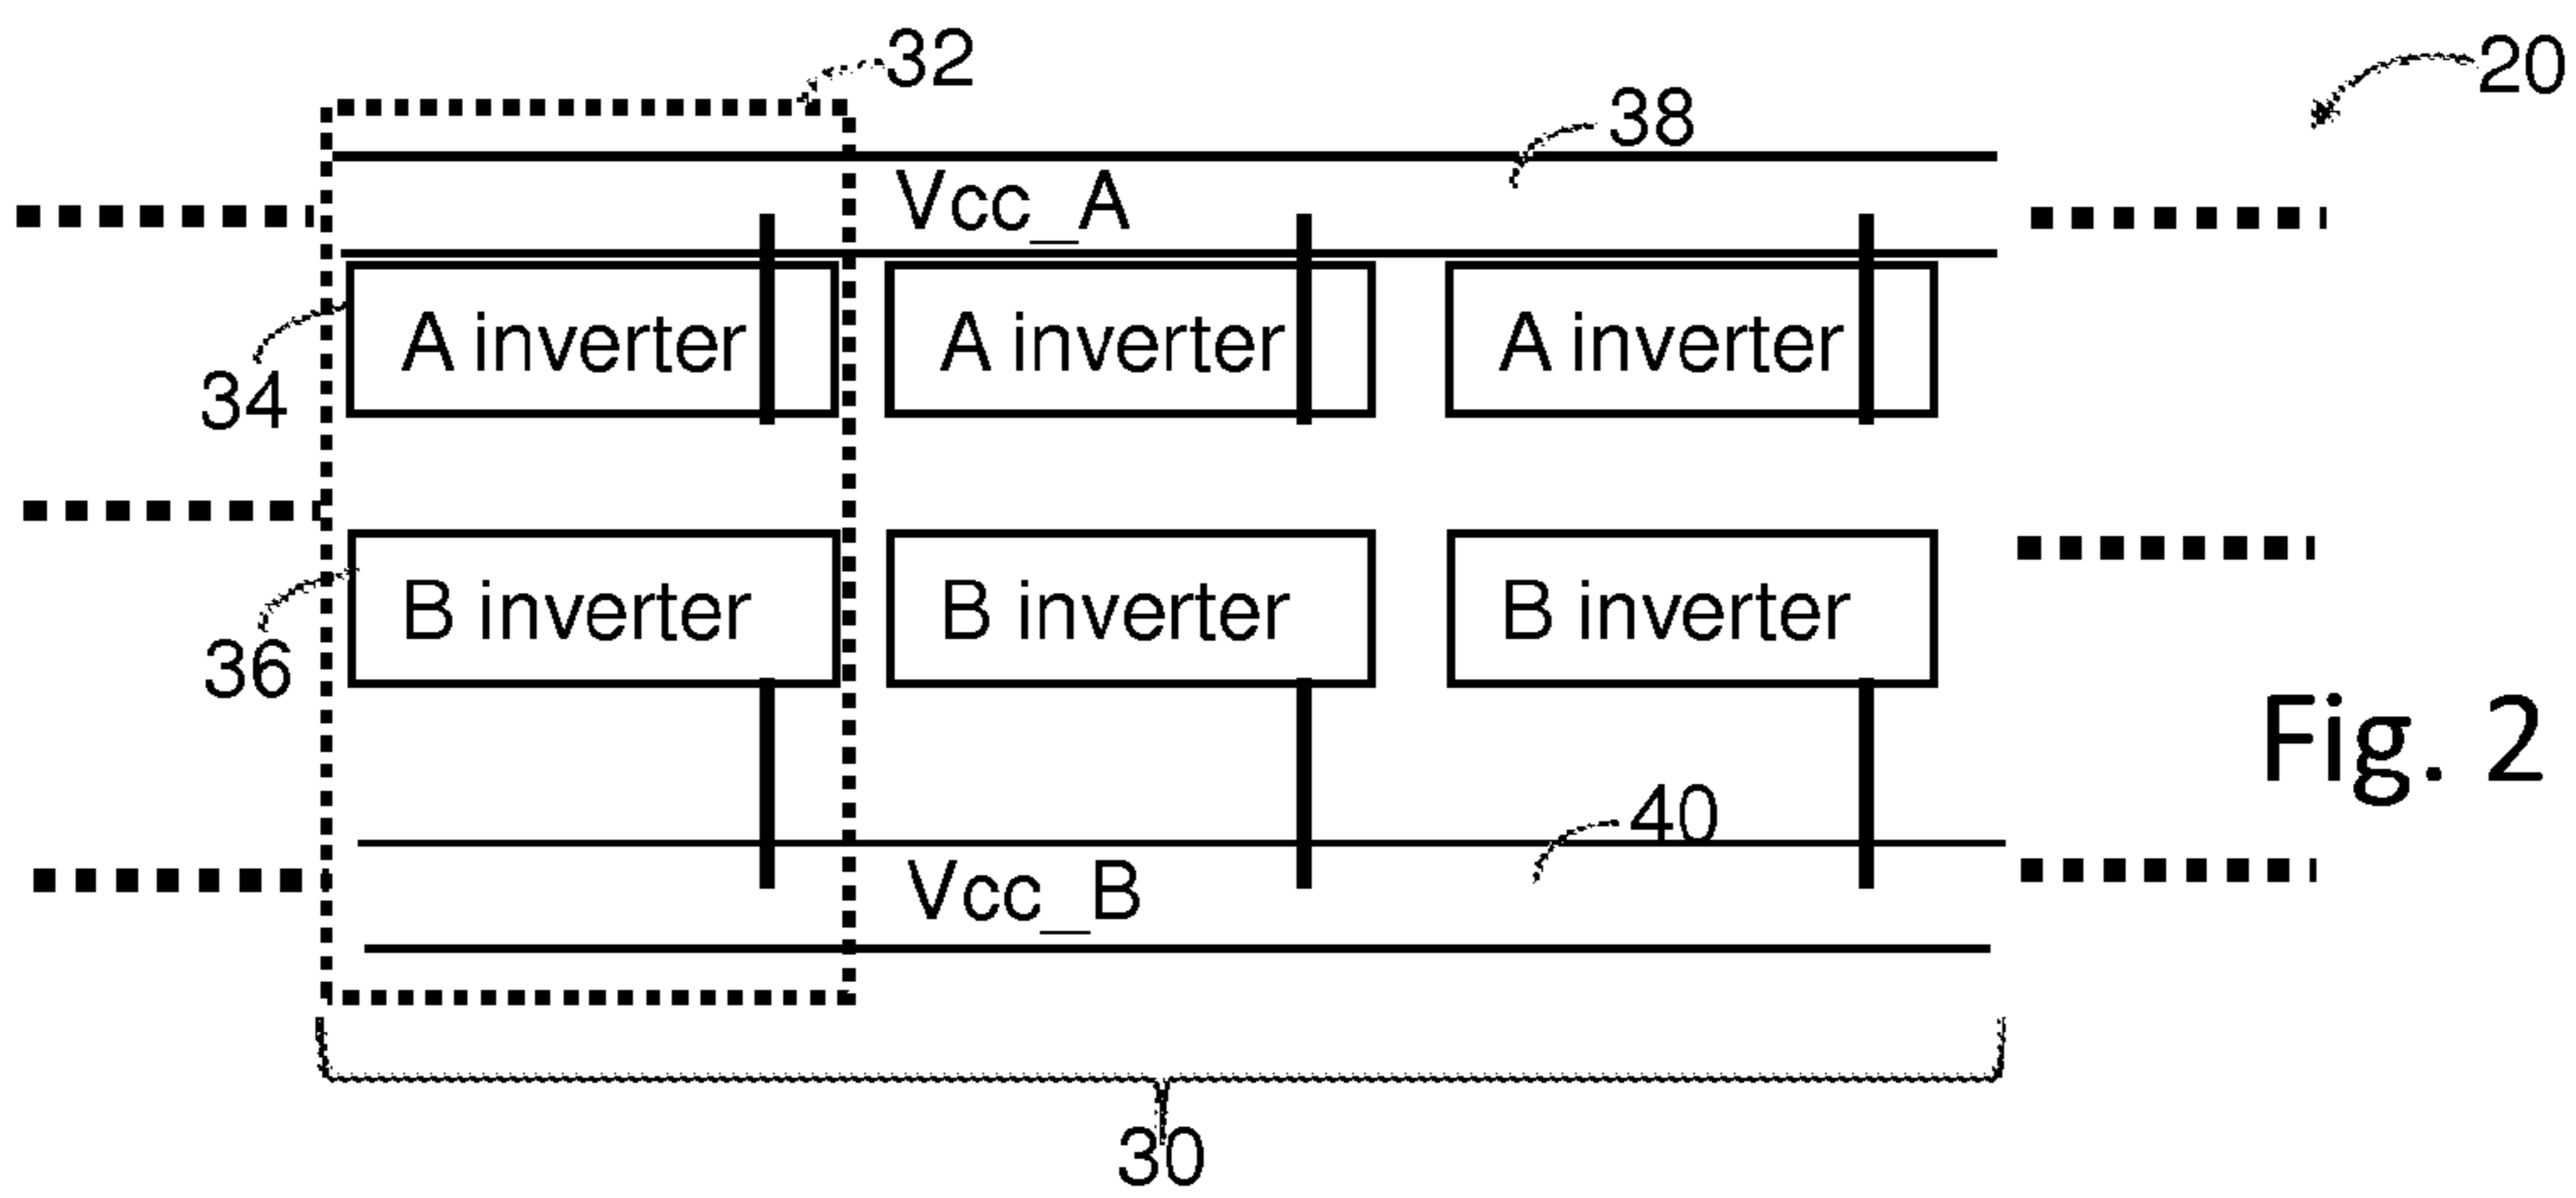 32
20
38
Vcc_A
A inverter A inverter A inverter
34
B inverter B inverter B inverter
36
Fig. 2
40
Vcc_B
30